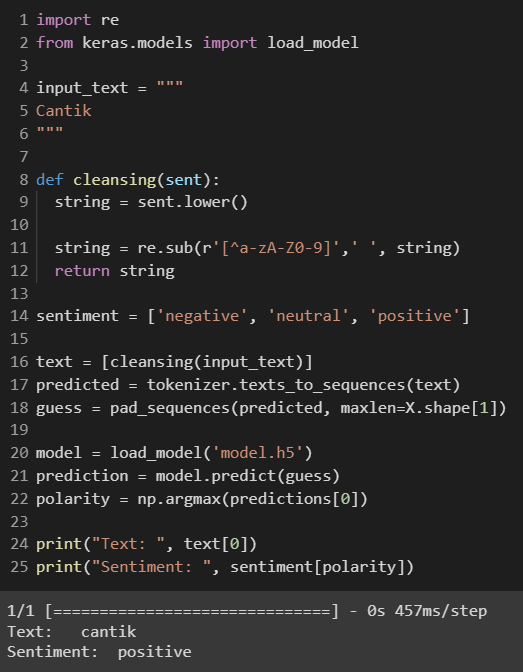 1 import re
2 from keras.models import load_model
3
4 input_text = """
5 Cantik
6 """
7
8 def cleansing(sent):
9   string = sent.lower()
10
11   string = re.sub(r'[^a-zA-Z0-9]',' ', string)
12   return string
13
14 sentiment = ['negative', 'neutral', 'positive']
15
16 text = [cleansing(input_text)]
17 predicted = tokenizer.texts_to_sequences(text)
18 guess = pad_sequences(predicted, maxlen=X.shape[1])
19
20 model = load_model('model.h5')
21 prediction = model.predict(guess)
22 polarity = np.argmax(predictions[0])
23
24 print("Text: ", text[0])
25 print("Sentiment: ", sentiment[polarity])
1/1 [==============================] - 0s 457ms/step
Text:   cantik
Sentiment:  positive